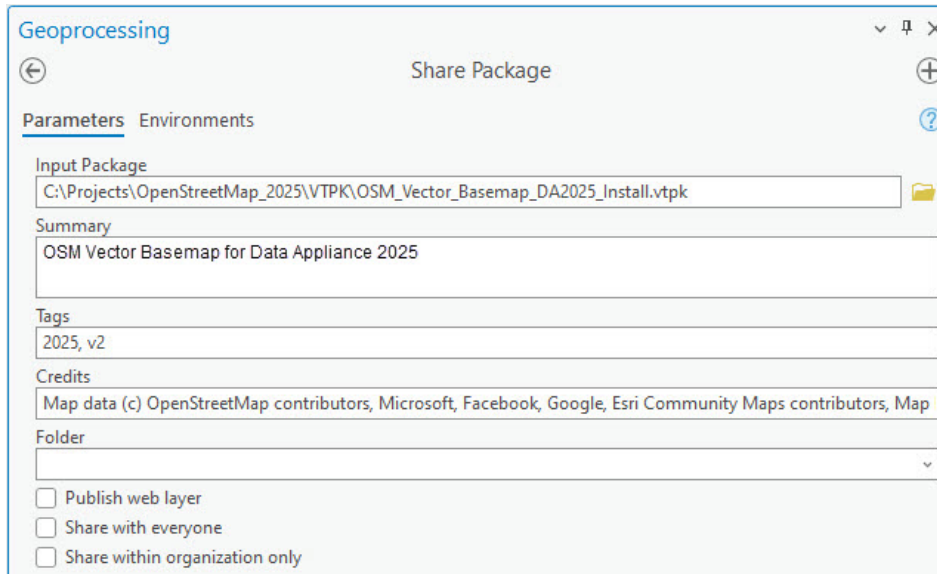 Geoprocessing
Share Package
Parameters Environments
Input Package
C:\Projects\OpenStreetMap_2025\VTPK\OSM_Vector_Basemap_DA2025_Install.vtpk
Summary
OSM Vector Basemap for Data Appliance 2025
Tags
2025, v2
Credits
Map data (c) OpenStreetMap contributors, Microsoft, Facebook, Google, Esri Community Maps contributors, Map
Folder
Publish web layer
Share with everyone
Share within organization only